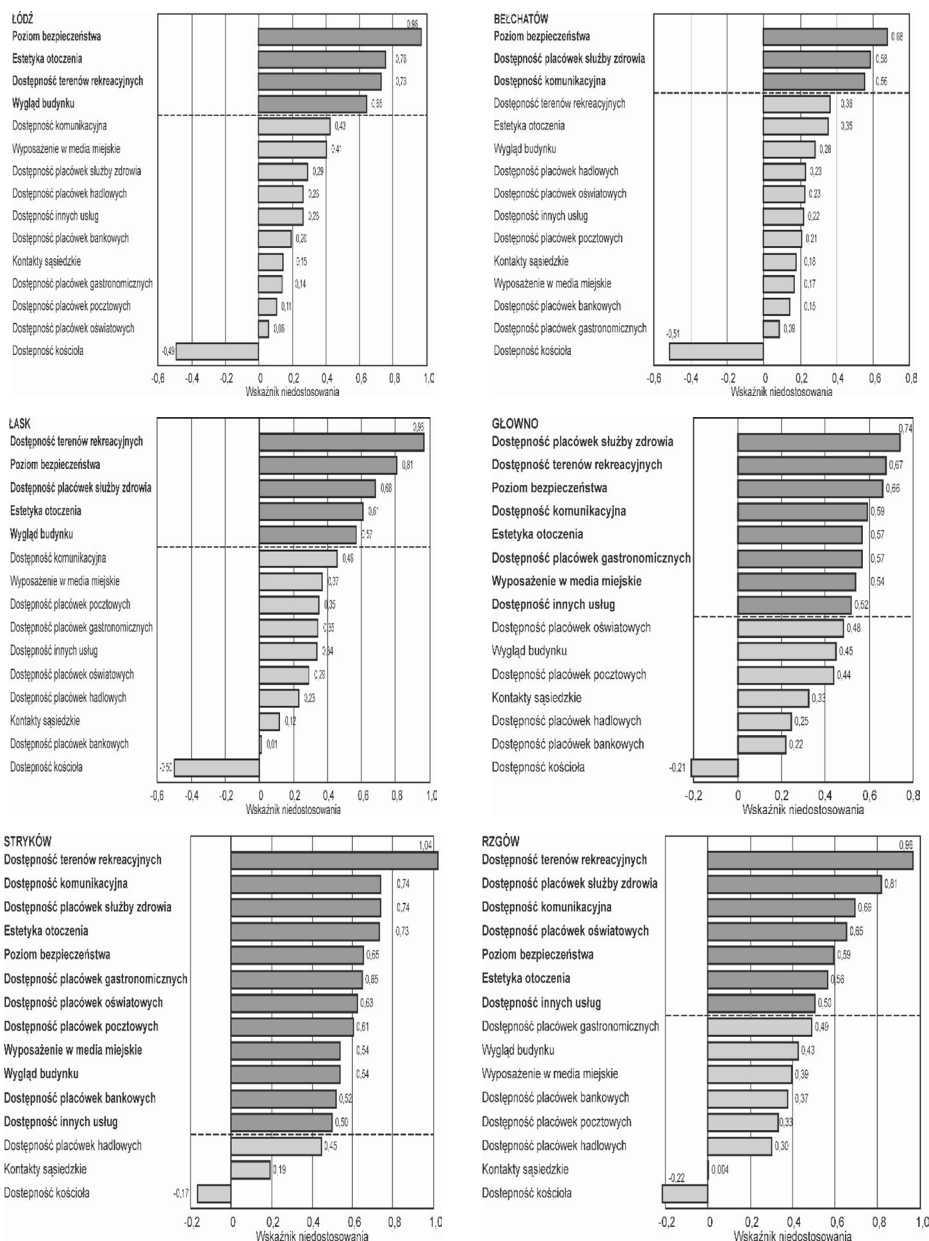 ŁÓDŹ
Poziom bezpieczeństwa 0,96
Estetyka otoczenia 0,76
Dostępność terenów rekreacyjnych 0,73
Wygląd budynku 0,65
Dostępność komunikacyjna 0,43
Wyposażenie w media miejskie 0,41
Dostępność placówek służby zdrowia 0,29
Dostępność placówek hadlowych 0,26
Dostępność innych usług 0,26
Dostępność placówek bankowych 0,20
Kontakty sąsiedzkie 0,15
Dostępność placówek gastronomicznych 0,14
Dostępność placówek pocztowych 0,11
Dostępność placówek oświatowych 0,06
Dostepność kościoła -0,49
-0,6 -0,4 -0,2 0 0,2 0,4 0,6 0,8 1,0
Wskaźnik niedostosowania
BEŁCHATÓW
Poziom bezpieczeństwa 0,68
Dostępność placówek służby zdrowia 0,58
Dostępność komunikacyjna 0,56
Dostępność terenów rekreacyjnych 0,36
Estetyka otoczenia 0,35
Wygląd budynku 0,28
Dostępność placówek hadlowych 0,23
Dostępność placówek oświatowych 0,23
Dostępność innych usług 0,22
Dostępność placówek pocztowych 0,21
Kontakty sąsiedzkie 0,18
Wyposażenie w media miejskie 0,17
Dostępność placówek bankowych 0,15
Dostępność placówek gastronomicznych 0,09
Dostepność kościoła -0,51
-0,6 -0,4 -0,2 0 0,2 0,4 0,6 0,8
Wskaźnik niedostosowania
ŁASK
Dostępność terenów rekreacyjnych 0,95
Poziom bezpieczeństwa 0,81
Dostępność placówek służby zdrowia 0,68
Estetyka otoczenia 0,61
Wygląd budynku 0,57
Dostępność komunikacyjna 0,46
Wyposażenie w media miejskie 0,37
Dostępność placówek pocztowych 0,35
Dostępność placówek gastronomicznych 0,35
Dostępność innych usług 0,34
Dostępność placówek oświatowych 0,29
Dostępność placówek hadlowych 0,23
Kontakty sąsiedzkie 0,12
Dostępność placówek bankowych 0,01
Dostepność kościoła -0,50
-0,6 -0,4 -0,2 0 0,2 0,4 0,6 0,8 1,0
Wskaźnik niedostosowania
GŁOWNO
Dostępność placówek służby zdrowia 0,74
Dostępność terenów rekreacyjnych 0,67
Poziom bezpieczeństwa 0,66
Dostępność komunikacyjna 0,59
Estetyka otoczenia 0,57
Dostępność placówek gastronomicznych 0,57
Wyposażenie w media miejskie 0,54
Dostępność innych usług 0,52
Dostępność placówek oświatowych 0,48
Wygląd budynku 0,45
Dostępność placówek pocztowych 0,44
Kontakty sąsiedzkie 0,33
Dostępność placówek hadlowych 0,25
Dostępność placówek bankowych 0,22
Dostępność kościoła -0,21
-0,2 0 0,2 0,4 0,6 0,8
Wskaźnik niedostosowania
STRYKÓW
Dostępność terenów rekreacyjnych 1,04
Dostępność komunikacyjna 0,74
Dostępność placówek służby zdrowia 0,74
Estetyka otoczenia 0,73
Poziom bezpieczeństwa 0,65
Dostępność placówek gastronomicznych 0,65
Dostępność placówek oświatowych 0,63
Dostępność placówek pocztowych 0,61
Wyposażenie w media miejskie 0,54
Wygląd budynku 0,54
Dostępność placówek bankowych 0,52
Dostępność innych usług 0,50
Dostępność placówek hadlowych 0,45
Kontakty sąsiedzkie 0,19
Dostepność kościoła -0,17
-0,2 0 0,2 0,4 0,6 0,8 1,0
Wskaźnik niedostosowania
RZGÓW
Dostępność terenów rekreacyjnych 0,96
Dostępność placówek służby zdrowia 0,81
Dostępność komunikacyjna 0,69
Dostępność placówek oświatowych 0,65
Poziom bezpieczeństwa 0,59
Estetyka otoczenia 0,56
Dostępność innych usług 0,50
Dostępność placówek gastronomicznych 0,49
Wygląd budynku 0,43
Wyposażenie w media miejskie 0,39
Dostępność placówek bankowych 0,37
Dostępność placówek pocztowych 0,33
Dostępność placówek hadlowych 0,30
Kontakty sąsiedzkie 0,004
Dostepność kościoła -0,22
-0,2 0 0,2 0,4 0,6 0,8 1,0
Wskaźnik niedostosowania